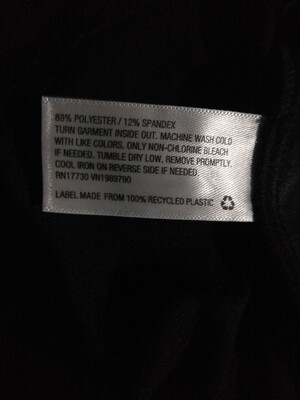 88% POLYESTER / 12% SPANDEX
TURN GARMENT INSIDE OUT. MACHINE WASH COLD
WITH LIKE COLORS. ONLY NON-CHLORINE BLEACH
IF NEEDED. TUMBLE DRY LOW. REMOVE PROMPTLY.
COOL IRON ON REVERSE SIDE IF NEEDED.
RN17730 VN1989790
LABEL MADE FROM 100% RECYCLED PLASTIC